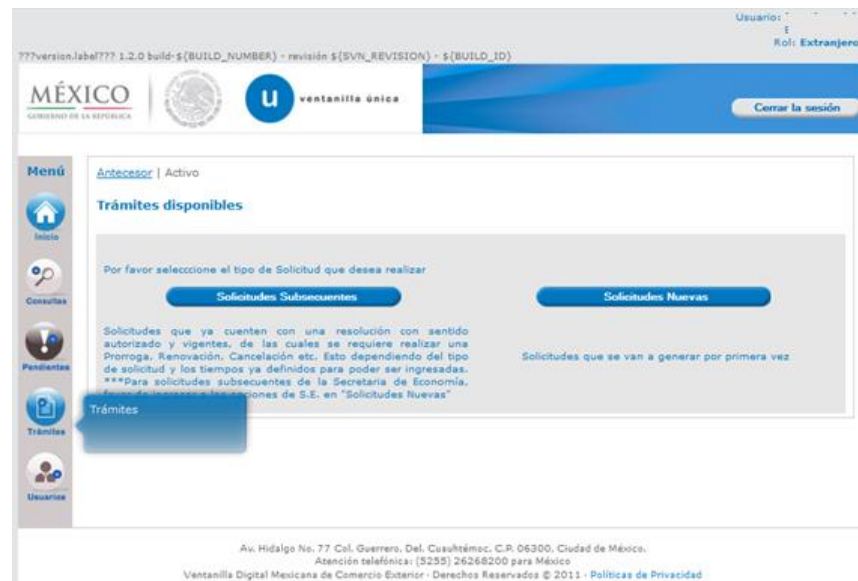 Usuario:
Rol: Extranjero
???version.label??? 1.2.0 build-${BUILD_NUMBER} - revisión ${SVN_REVISION} - ${BUILD_ID}
MÉXICO
GOBIERNO DE LA REPÚBLICA
u
ventanilla única
Cerrar la sesión
Menú
Inicio
Consultas
Pendientes
Trámites
Usuarios
Antecesor | Activo
Trámites disponibles
Por favor selecccione el tipo de Solicitud que desea realizar
Solicitudes Subsecuentes
Solicitudes que ya cuenten con una resolución con sentido
autorizado y vigentes, de las cuales se requiere realizar una
Prorroga, Renovación, Cancelación etc. Esto dependiendo del tipo
de solicitud y los tiempos ya definidos para poder ser ingresadas.
***Para solicitudes subsecuentes de la Secretaria de Economía,
opciones de S.E. en "Solicitudes Nuevas"
Solicitudes Nuevas
Solicitudes que se van a generar por primera vez
Trámites
Av. Hidalgo No. 77 Col. Guerrero, Del. Cuauhtémoc, C.P. 06300, Ciudad de México.
Atención telefónica: (5255) 26268200 para México
Ventanilla Digital Mexicana de Comercio Exterior - Derechos Reservados © 2011 - Políticas de Privacidad